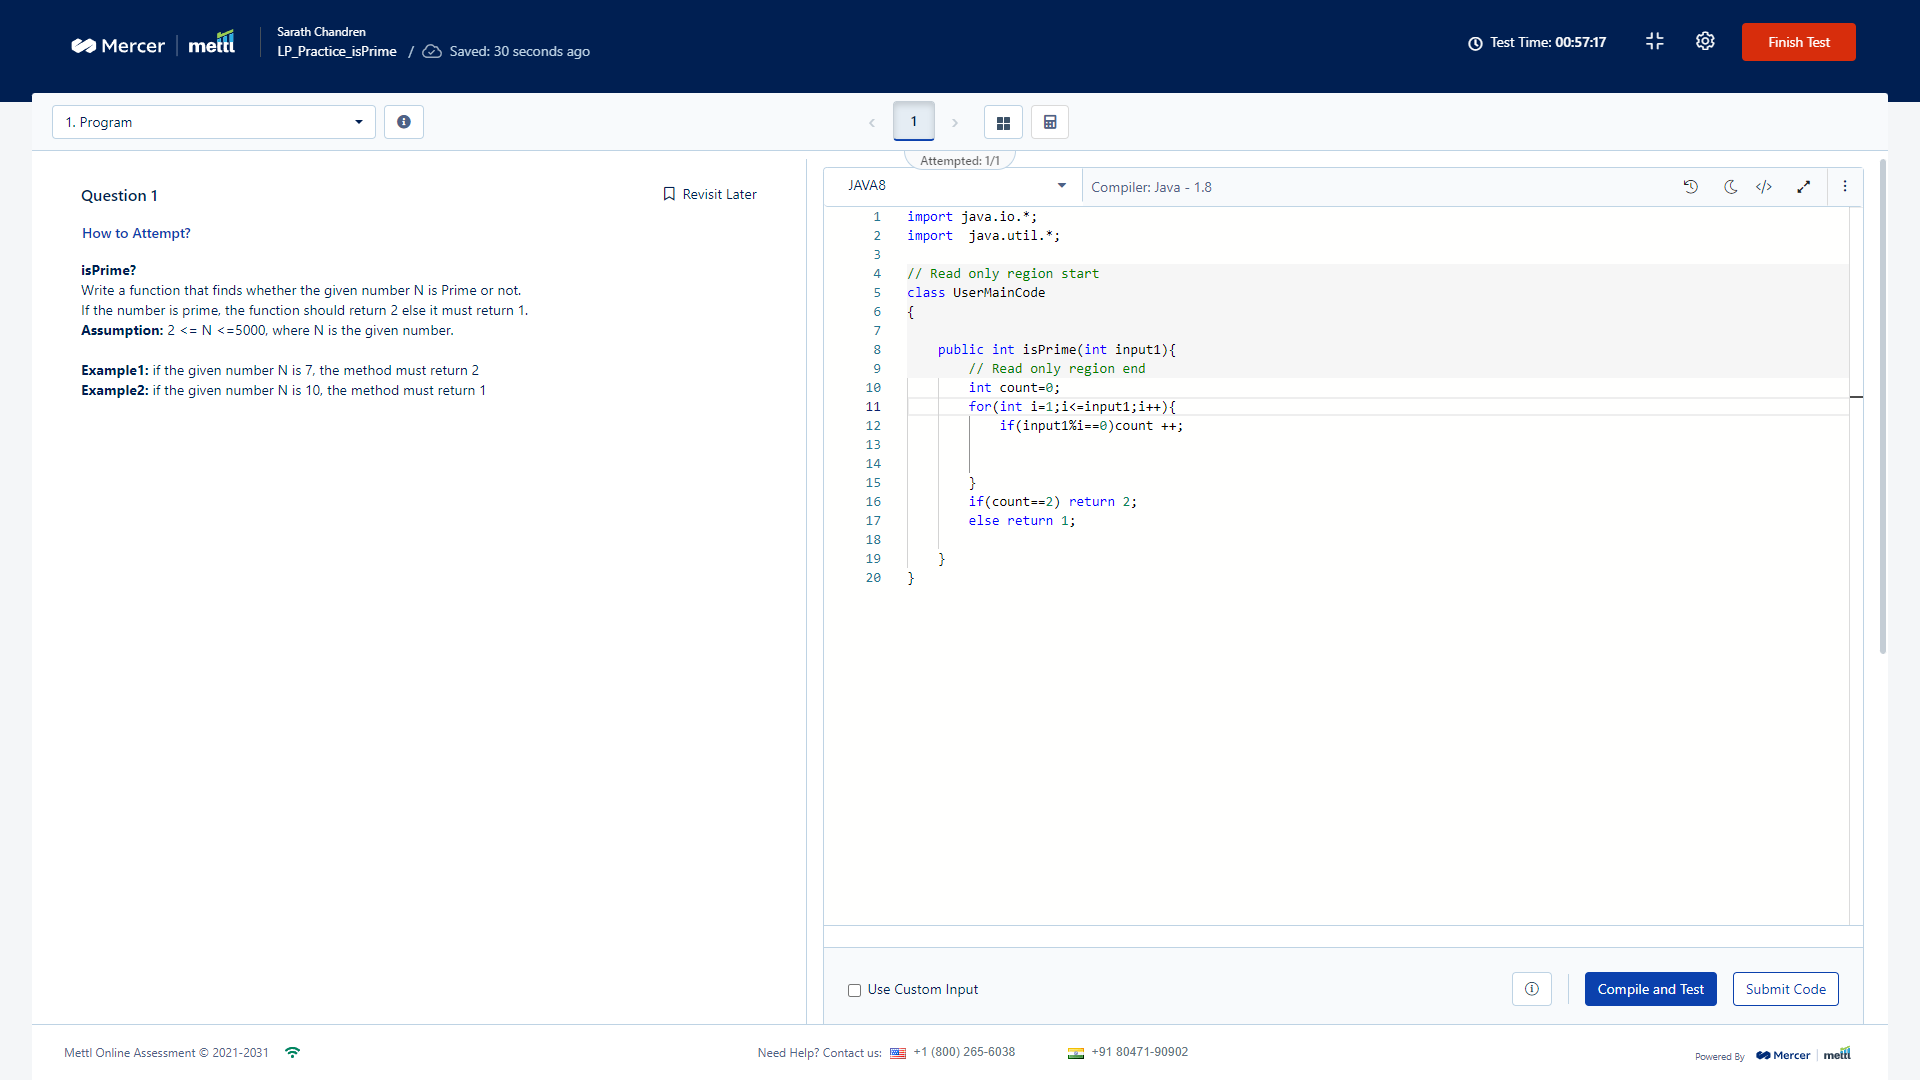 Mercer | mettl
Sarath Chandren
LP_Practice_isPrime / Saved: 30 seconds ago
Test Time: 00:57:17
Finish Test
1. Program
1
Attempted: 1/1
Question 1
Revisit Later
How to Attempt?
isPrime?
Write a function that finds whether the given number N is Prime or not.
If the number is prime, the function should return 2 else it must return 1.
Assumption: 2 <= N <=5000, where N is the given number.
Example1: if the given number N is 7, the method must return 2
Example2: if the given number N is 10, the method must return 1
JAVA8
Compiler: Java - 1.8
1 import java.io.*;
2 import  java.util.*;
3
4 // Read only region start
5 class UserMainCode
6 {
7
8     public int isPrime(int input1){
9         // Read only region end
10         int count=0;
11         for(int i=1;i<=input1;i++){
12             if(input1%i==0)count ++;
13
14
15         }
16         if(count==2) return 2;
17         else return 1;
18
19     }
20 }
Use Custom Input
Compile and Test
Submit Code
Mettl Online Assessment © 2021-2031
Need Help? Contact us: +1 (800) 265-6038
+91 80471-90902
Powered By Mercer | mettl